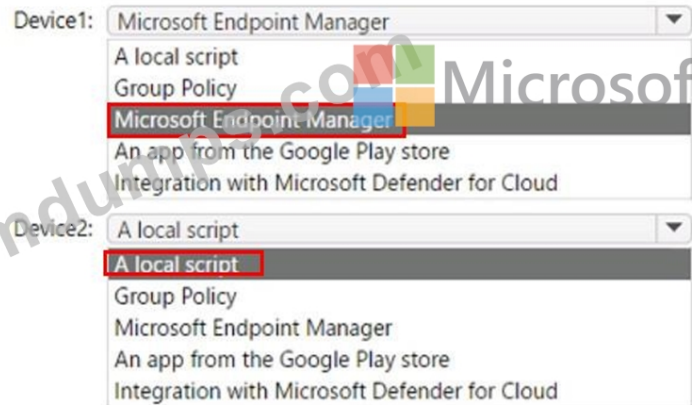 Device1: Microsoft Endpoint Manager
A local script
Group Policy
Microsoft Endpoint Manager
An app from the Google Play store
Integration with Microsoft Defender for Cloud
Device2: A local script
A local script
Group Policy
Microsoft Endpoint Manager
An app from the Google Play store
Integration with Microsoft Defender for Cloud
Microsof
ndumps.com